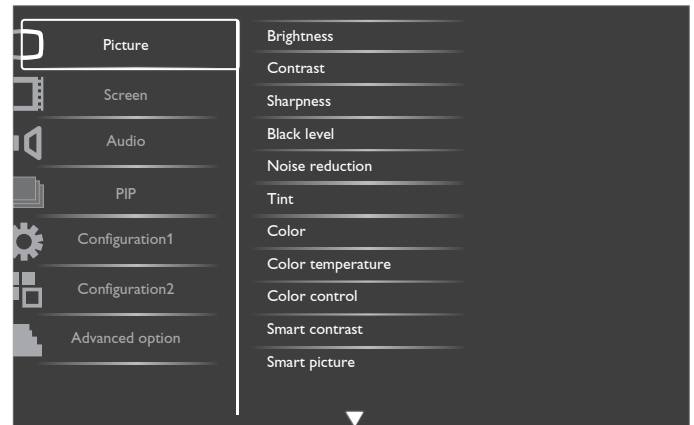 Picture
Screen
Audio
PIP
Configuration1
Configuration2
Advanced option
Brightness
Contrast
Sharpness
Black level
Noise reduction
Tint
Color
Color temperature
Color control
Smart contrast
Smart picture